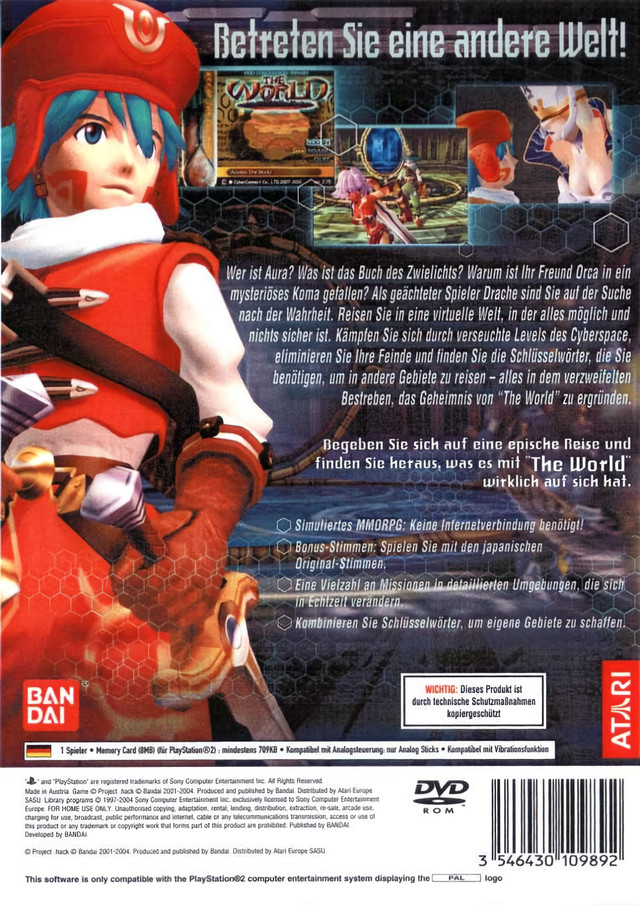 Betreten Sie eine andere Welt!
THE WORLD
Wer ist Aura? Was ist das Buch des Zwielichts? Warum ist Ihr Freund Orca in ein
mysteriöses Koma gefallen? Als geächteter Spieler Drache sind Sie auf der Suche
nach der Wahrheit. Reisen Sie in eine virtuelle Welt, in der alles möglich und
nichts sicher ist. Kämpfen Sie sich durch verseuchte Levels des Cyberspace,
eliminieren Sie Ihre Feinde und finden Sie die Schlüsselwörter, die Sie
benötigen, um in andere Gebiete zu reisen – alles in dem verzweifelten
Bestreben, das Geheimnis von "The World" zu ergründen.
Begeben Sie sich auf eine epische Reise und
finden Sie heraus, was es mit "The World"
wirklich auf sich hat.
Simuliertes MMORPG: Keine Internetverbindung benötigt!
Bonus-Stimmen: Spielen Sie mit den japanischen
Original-Stimmen.
Eine Vielzahl an Missionen in detaillierten Umgebungen, die sich
in Echtzeit verändern.
Kombinieren Sie Schlüsselwörter, um eigene Gebiete zu schaffen.
BAN
DAI
®
WICHTIG: Dieses Produkt ist
durch technische Schutzmaßnahmen
kopiergeschützt
ATARI
1 Spieler • Memory Card (8MB) (für PlayStation®2) : mindestens 709KB • Kompatibel mit Analogsteuerung: nur Analog Sticks • Kompatibel mit Vibrationsfunktion
" " and "PlayStation" are registered trademarks of Sony Computer Entertainment Inc. All Rights Reserved.
Made in Austria. Game © Project .hack © Bandai 2001-2004. Produced and published by Bandai. Distributed by Atari Europe
SASU. Library programs © 1997-2004 Sony Computer Entertainment Inc. exclusively licensed to Sony Computer Entertainment
Europe. FOR HOME USE ONLY. Unauthorised copying, adaptation, rental, lending, distribution, extraction, re-sale, arcade use,
charging for use, broadcast, public performance and internet, cable or any telecommunications transmission, access or use of
this product or any trademark or copyright work that forms part of this product are prohibited. Published by BANDAI.
Developed by BANDAI.
© Project .hack © Bandai 2001-2004. Produced and published by Bandai. Distributed by Atari Europe SASU
DVD
ROM
3 546430 109892
This software is only compatible with the PlayStation®2 computer entertainment system displaying the PAL logo